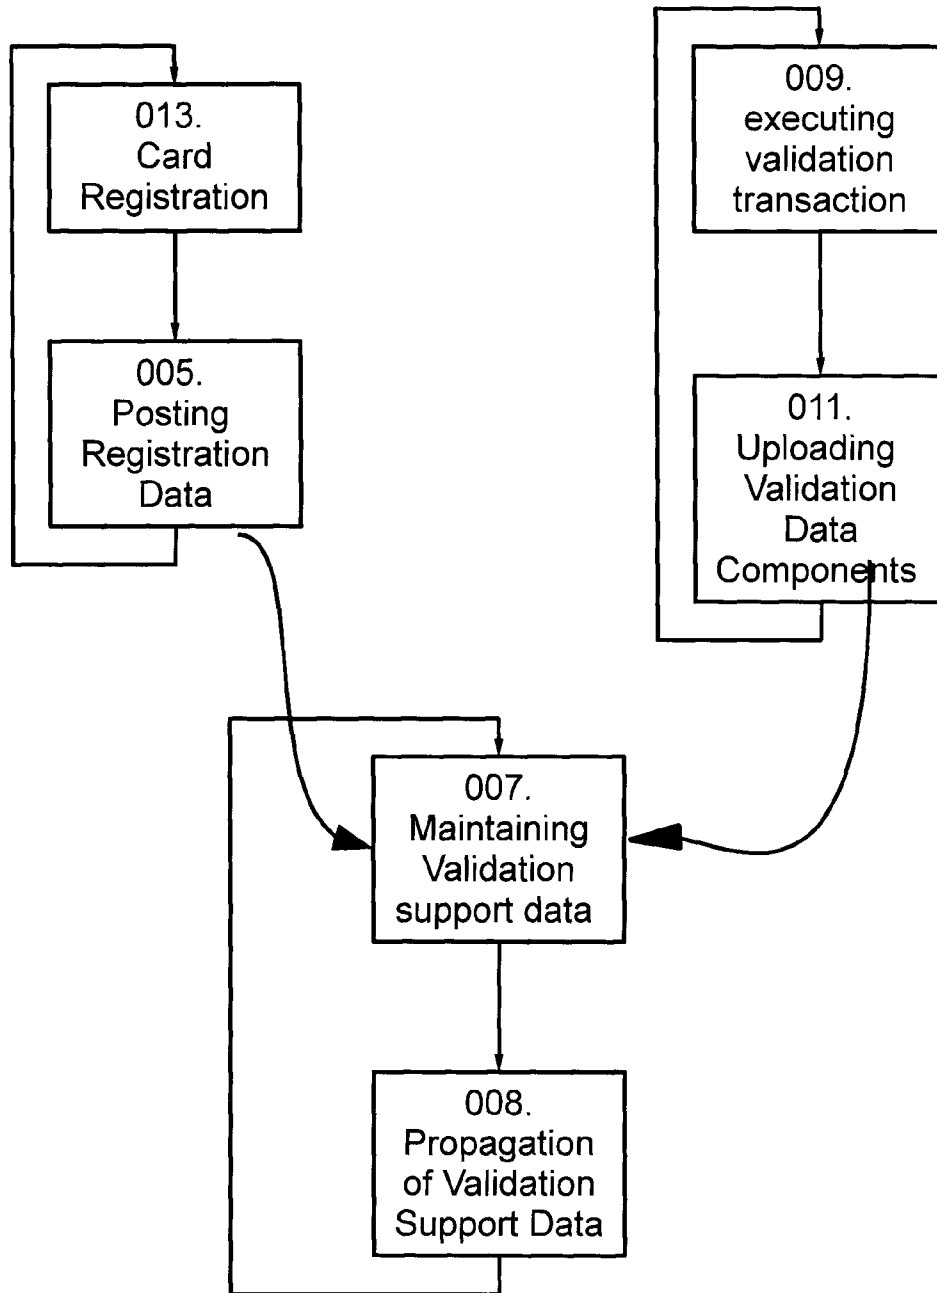 013.
Card
Registration
005.
Posting
Registration
Data
009.
executing
validation
transaction
011.
Uploading
Validation
Data
Components
007.
Maintaining
Validation
support data
008.
Propagation
of Validation
Support Data